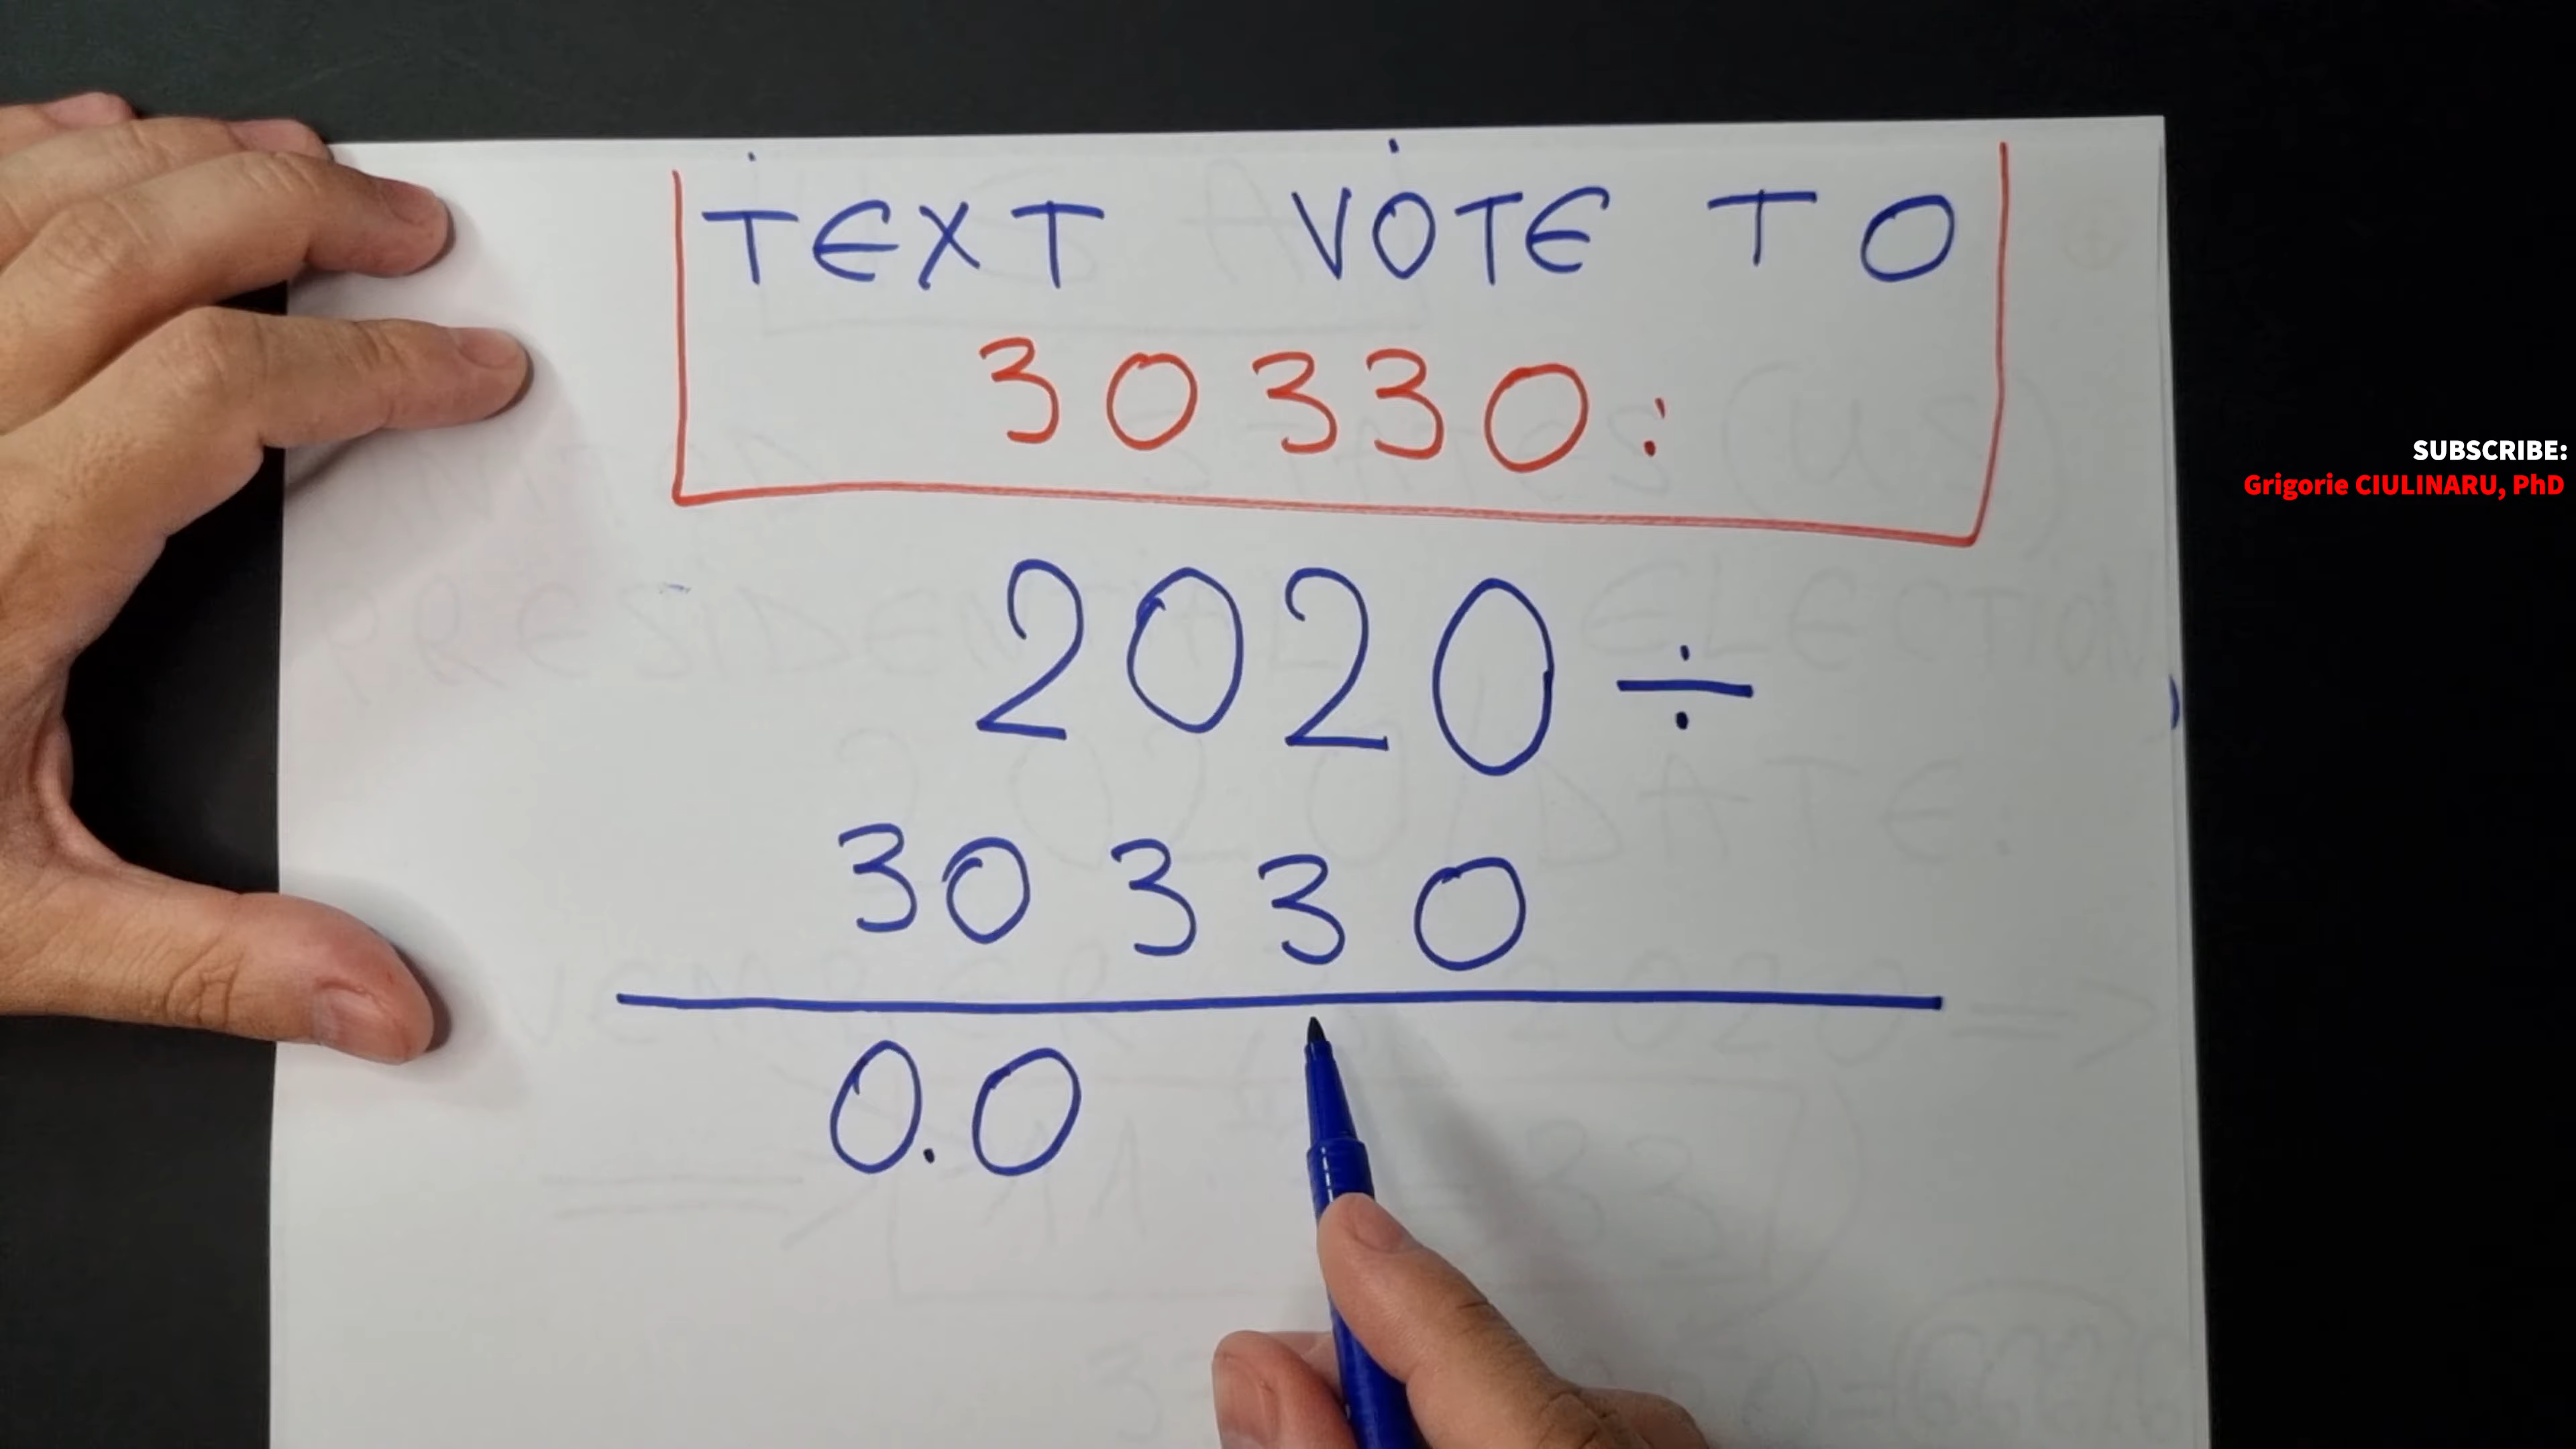 TEXT VOTE TO
30330:
2020 ÷
30330
0.0
SUBSCRIBE:
Grigorie CIULINARU, PhD